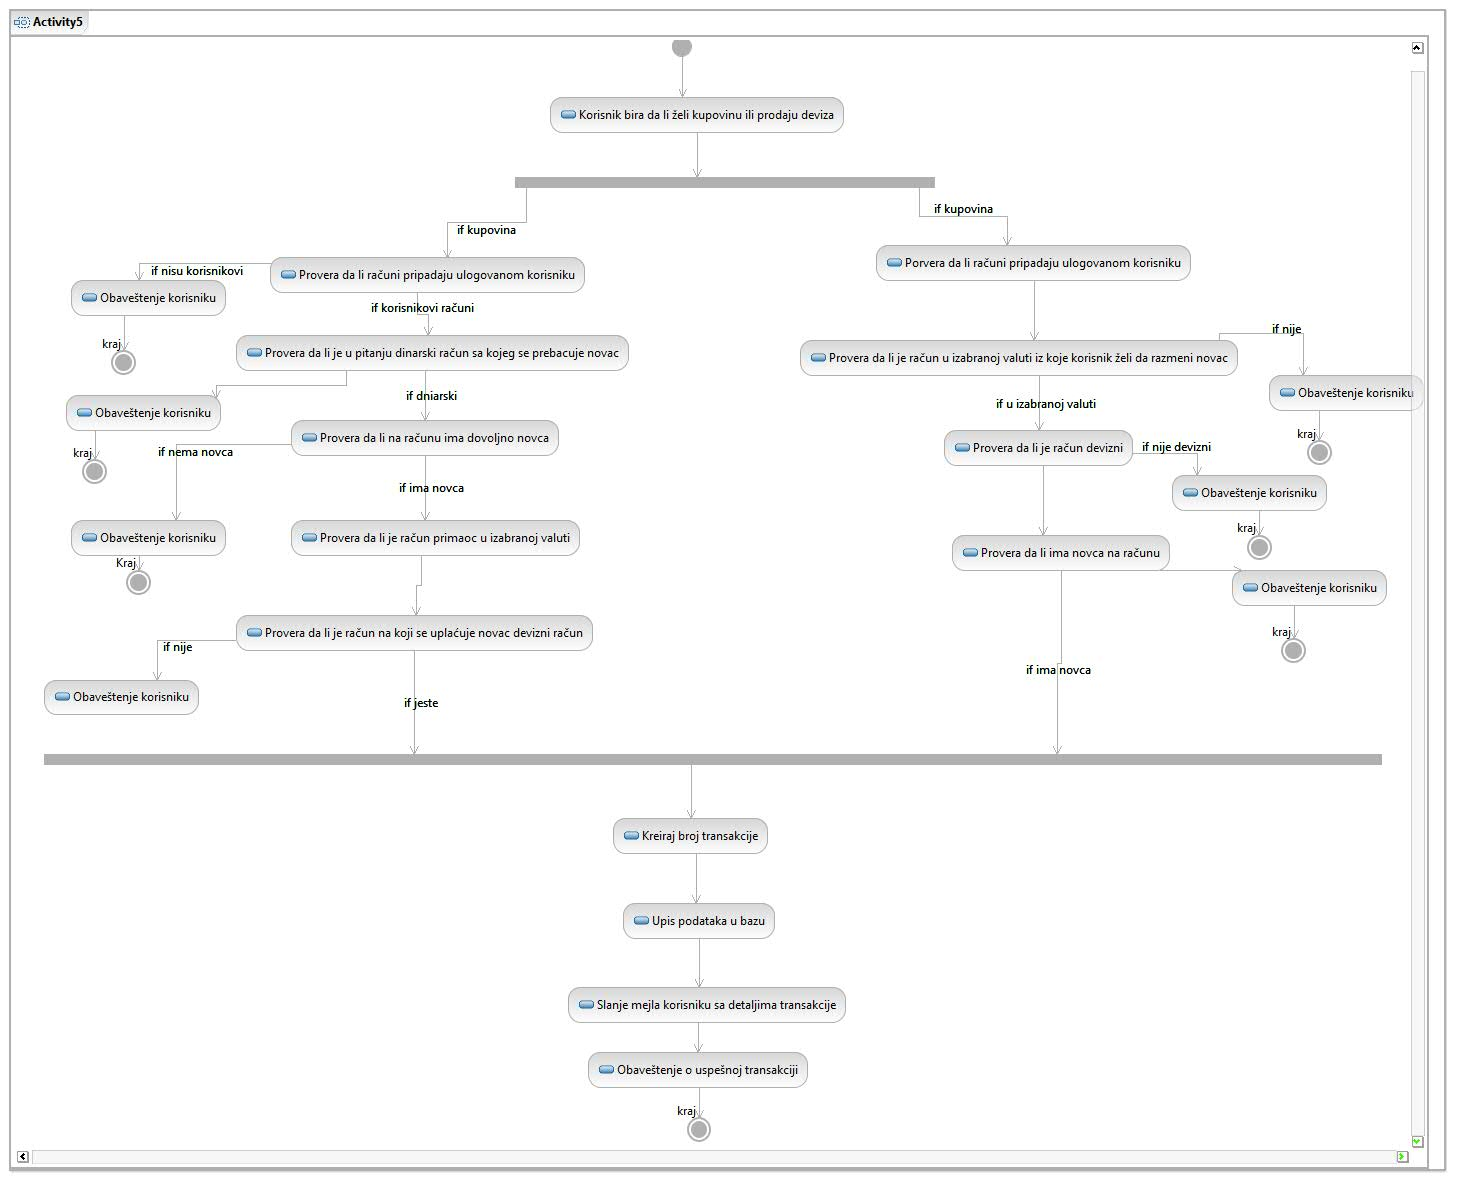 Activity5
Korisnik bira da li želi kupovinu ili prodaju deviza
if kupovina
if kupovina
if nisu korisnikovi
Provera da li računi pripadaju ulogovanom korisniku
Porvera da li računi pripadaju ulogovanom korisniku
Obaveštenje korisniku
if korisnikovi računi
kraj
if nije
Provera da li je u pitanju dinarski račun sa kojeg se prebacuje novac
Provera da li je račun u izabranoj valuti iz koje korisnik želi da razmeni novac
if dniarski
if u izabranoj valuti
Obaveštenje korisniku
Obaveštenje korisniku
kraj
kraj
if nema novca
Provera da li na računu ima dovoljno novca
Provera da li je račun devizni
if nije devizni
if ima novca
Obaveštenje korisniku
kraj
Obaveštenje korisniku
Provera da li je račun primaoc u izabranoj valuti
Provera da li ima novca na računu
Kraj
Obaveštenje korisniku
kraj
Provera da li je račun na koji se uplaćuje novac devizni račun
if nije
if ima novca
Obaveštenje korisniku
if jeste
Kreiraj broj transakcije
Upis podataka u bazu
Slanje mejla korisniku sa detaljima transakcije
Obaveštenje o uspešnoj transakciji
kraj